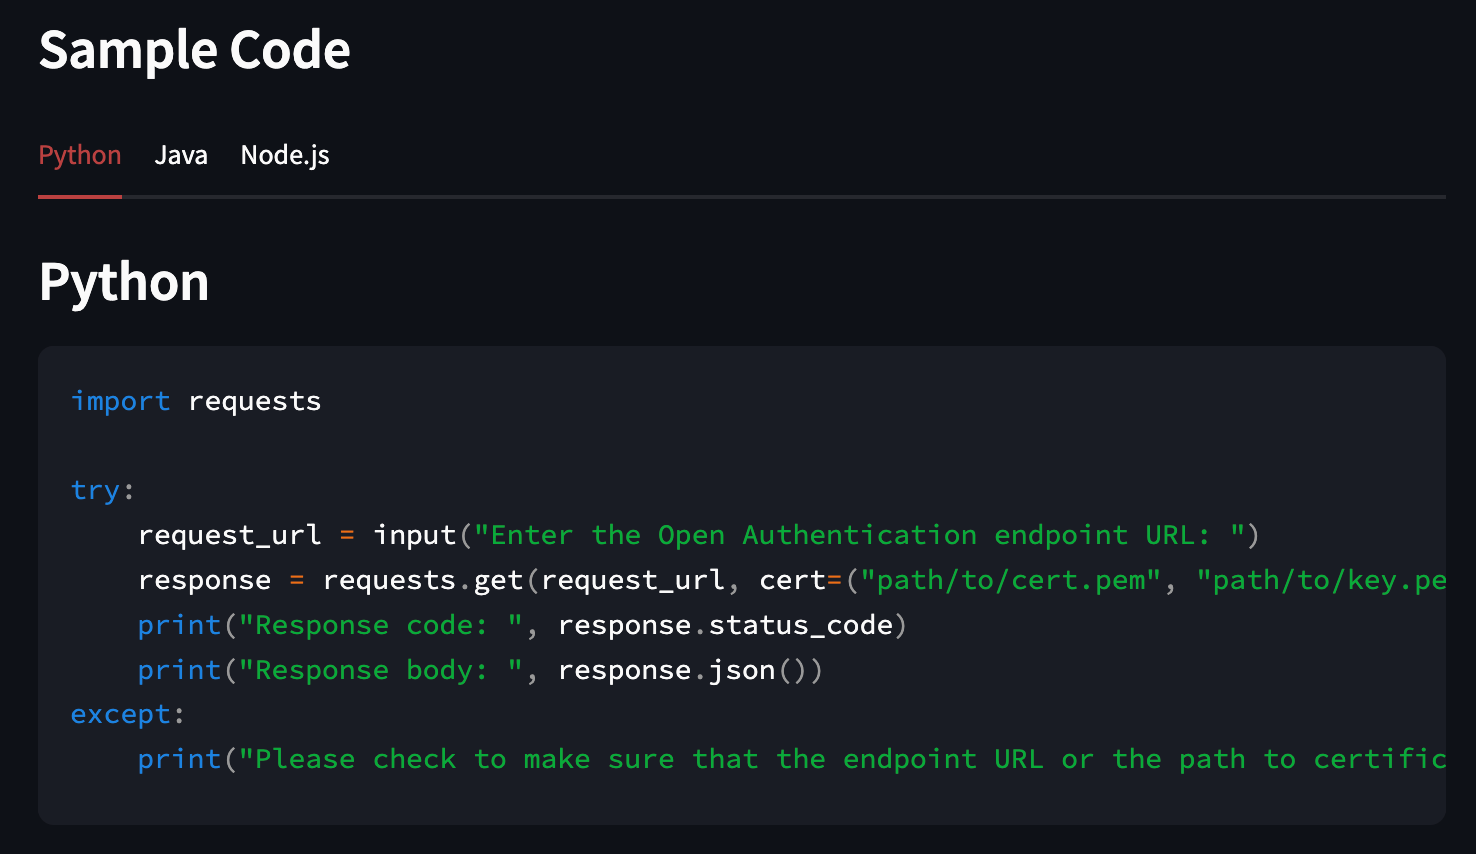 Sample Code
Python Java Node.js
Python
import requests
try:
    request_url = input("Enter the Open Authentication endpoint URL: ")
    response = requests.get(request_url, cert=("path/to/cert.pem", "path/to/key.pe
    print("Response code: ", response.status_code)
    print("Response body: ", response.json())
except:
    print("Please check to make sure that the endpoint URL or the path to certific